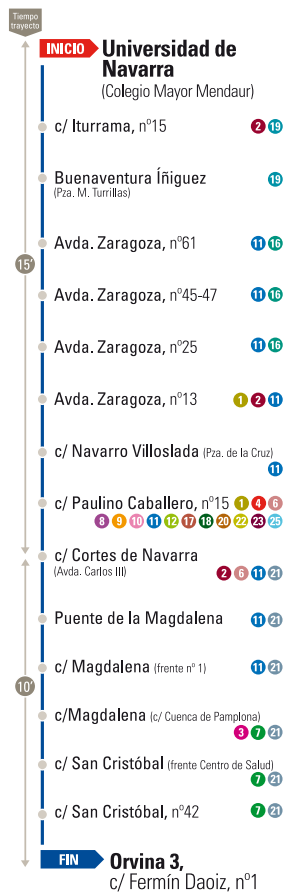 Tiempo
trayecto
INICIO Universidad de
Navarra
(Colegio Mayor Mendaur)
c/ Iturrama, nº15 2 19
Buenaventura Íñiguez 19
(Pza. M. Turrillas)
Avda. Zaragoza, nº61 11 16
15’
Avda. Zaragoza, nº45-47 11 16
Avda. Zaragoza, nº25 11 16
Avda. Zaragoza, nº13 1 2 11
c/ Navarro Villoslada (Pza. de la Cruz)
11
c/ Paulino Caballero, nº15 1 4 6
8 9 10 11 12 17 18 20 22 23 25
c/ Cortes de Navarra
(Avda. Carlos III) 2 6 11 21
Puente de la Magdalena 11 21
c/ Magdalena (frente nº 1) 11 21
10’
c/Magdalena (c/ Cuenca de Pamplona)
3 7 21
c/ San Cristóbal (frente Centro de Salud)
7 21
c/ San Cristóbal, nº42 7 21
FIN Orvina 3,
c/ Fermín Daoiz, nº1